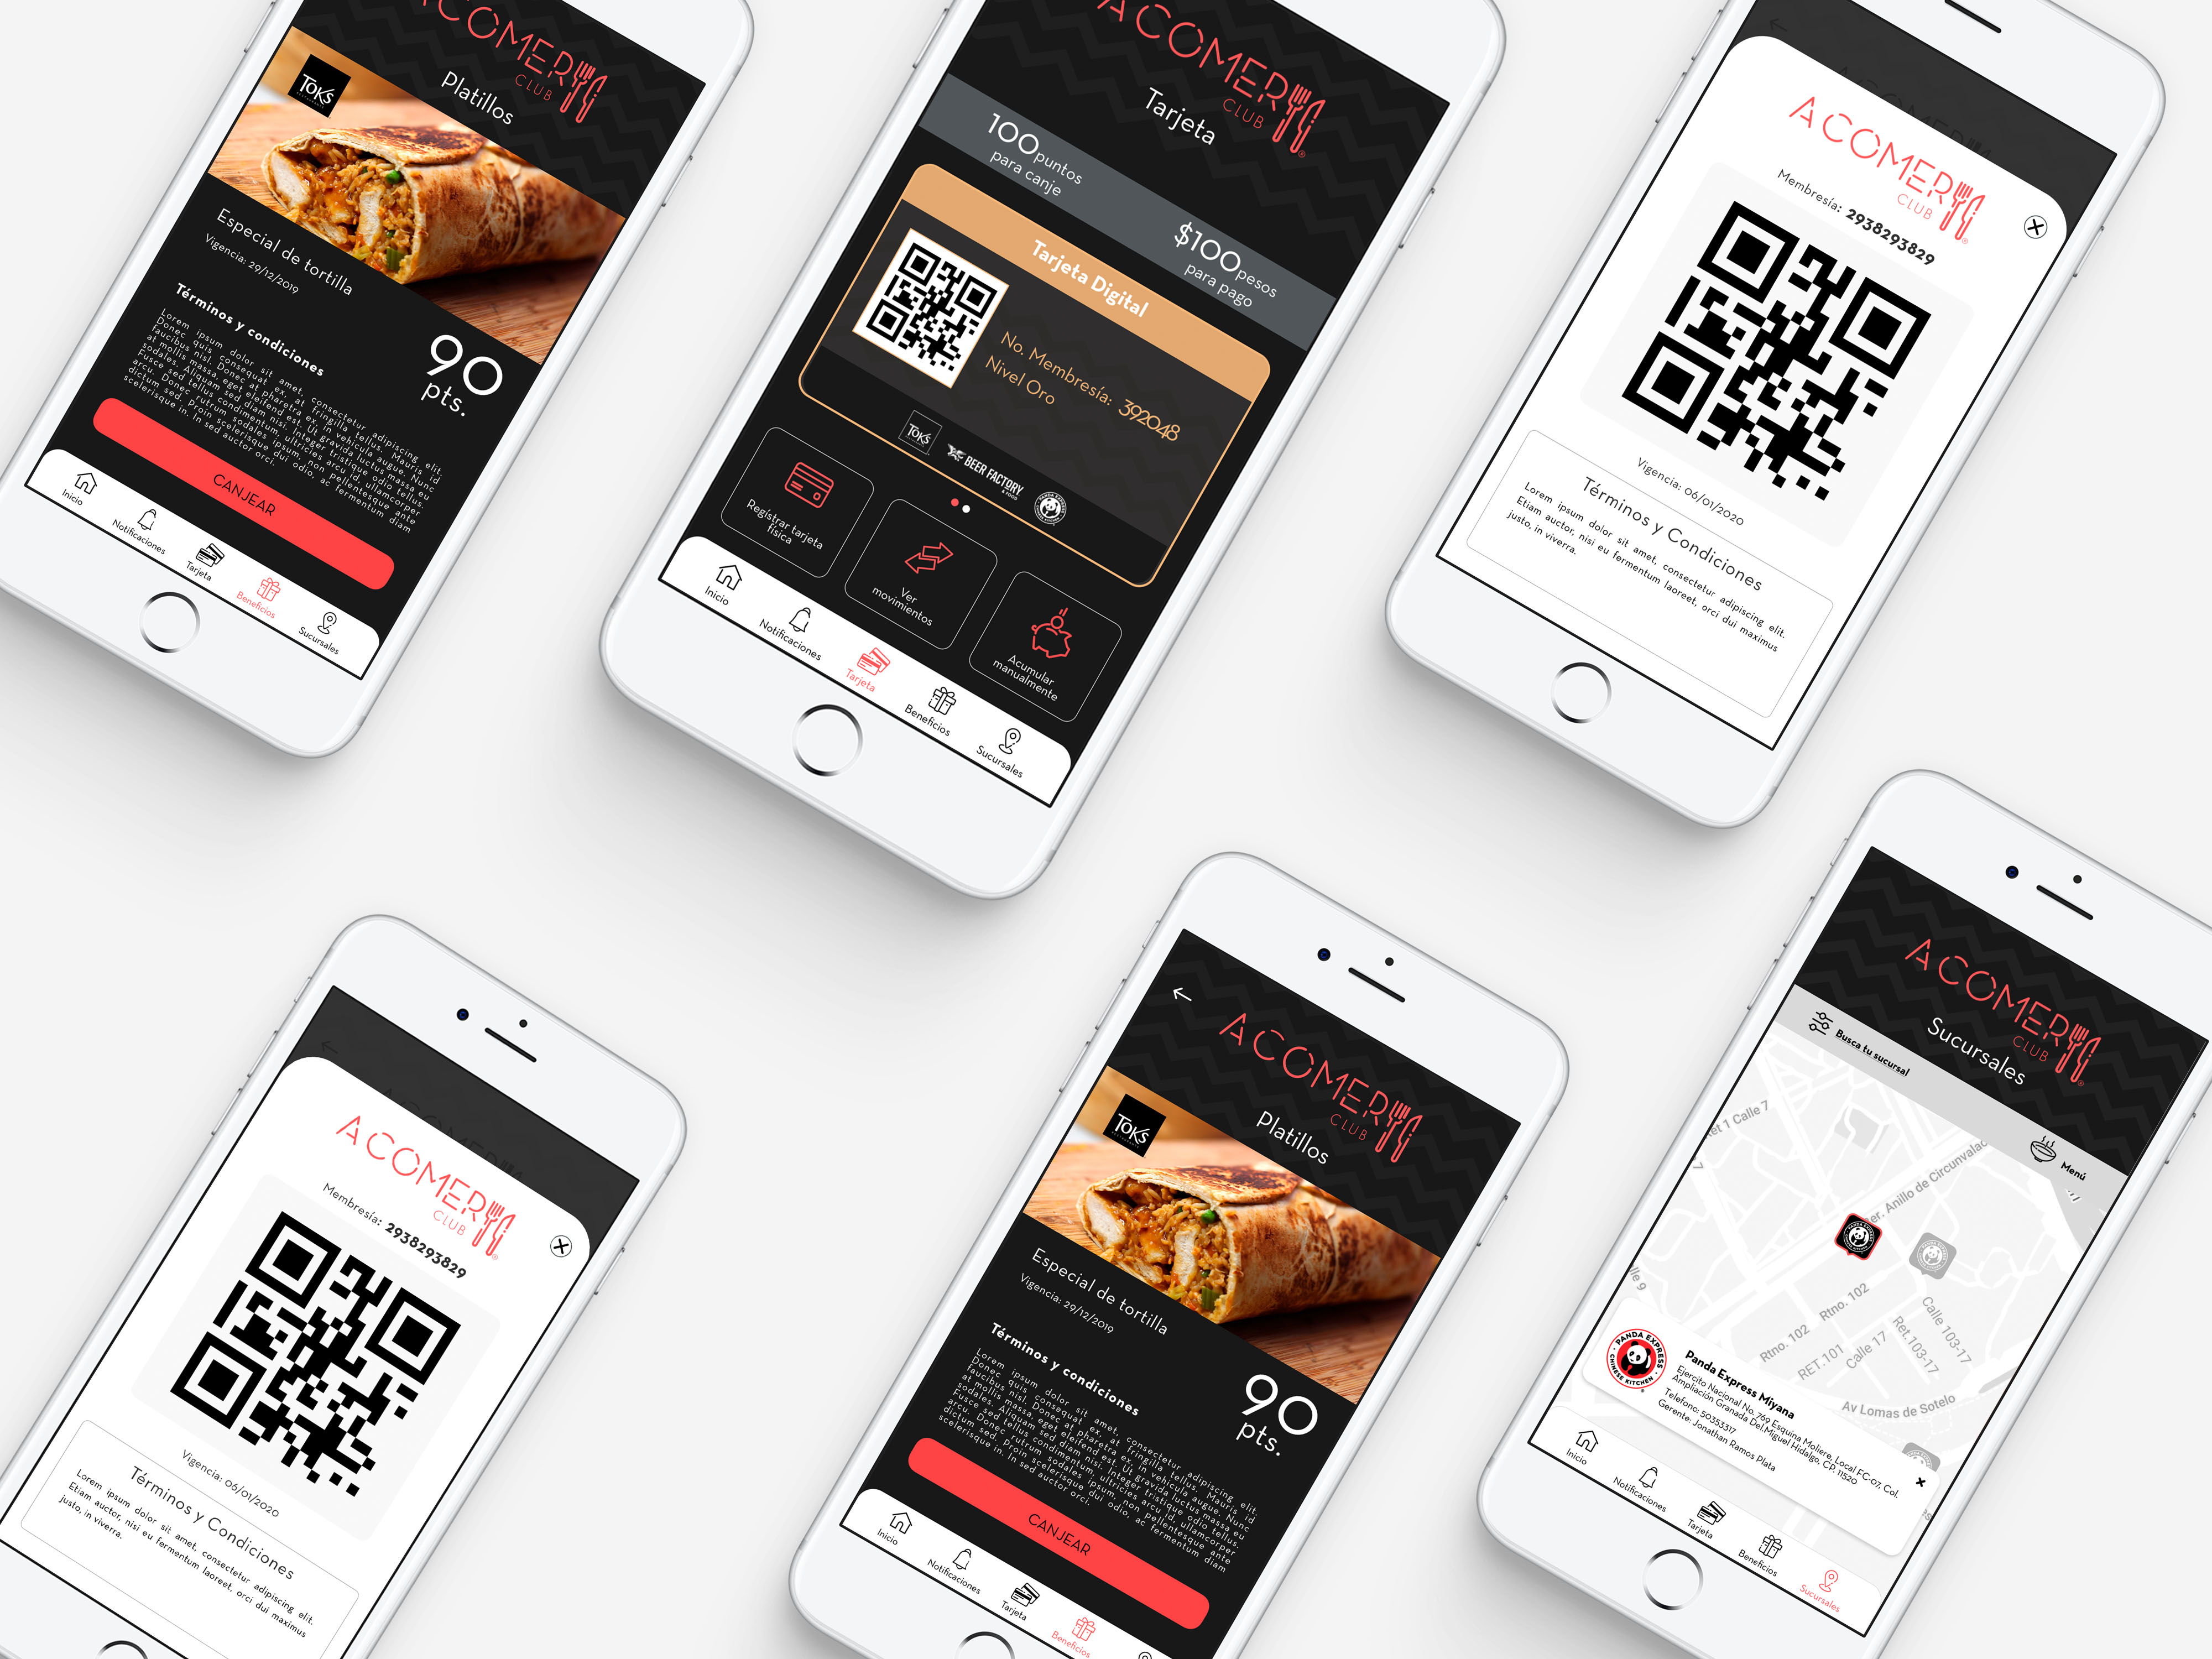 ACOMER
CLUB
Platillos
TOKS
Especial de tortilla
Vigencia: 29/12/2019
90
pts.
Términos y condiciones
Lorem ipsum dolor sit amet, consectetur adipiscing elit.
Donec quis consequat ex, at fringilla tellus. Mauris id
faucibus nisl. Donec at pharetra ex, in vehicula augue. Nunc
at mollis massa, eget eleifend ex. Ut gravida luctus massa eu
sodales. Aliquam sed diam est. Integer tristique odio tellus.
Fusce sed tellus condimentum, ultricies arcu id, ullamcorper
arcu. Donec rutrum sodales ipsum, non pellentesque ante
dictum sed. Proin scelerisque dui odio, ac fermentum diam
scelerisque in. In sed auctor orci.
CANJEAR
Inicio
Notificaciones
Tarjeta
Beneficios
Sucursales
ACOMER
CLUB
Tarjeta
100 puntos
para canje
$100 pesos
para pago
Tarjeta Digital
No. Membresía: 392048
Nivel Oro
TOKS
BEER FACTORY
& FOOD
Registrar tarjeta
física
Ver
movimientos
Acumular
manualmente
Inicio
Notificaciones
Tarjeta
Beneficios
Sucursales
ACOMER
CLUB
Membresía: 2938293829
Vigencia: 06/01/2020
Términos y Condiciones
Lorem ipsum dolor sit amet, consectetur adipiscing elit.
Etiam auctor, nisi eu fermentum laoreet, orci dui maximus
justo, in viverra.
ACOMER
CLUB
Membresía: 2938293829
Vigencia: 06/01/2020
Términos y Condiciones
Lorem ipsum dolor sit amet, consectetur adipiscing elit.
Etiam auctor, nisi eu fermentum laoreet, orci dui maximus
justo, in viverra.
ACOMER
CLUB
Platillos
TOKS
Especial de tortilla
Vigencia: 29/12/2019
90
pts.
Términos y condiciones
Lorem ipsum dolor sit amet, consectetur adipiscing elit.
Donec quis consequat ex, at fringilla tellus. Mauris id
faucibus nisl. Donec at pharetra ex, in vehicula augue. Nunc
at mollis massa, eget eleifend ex. Ut gravida luctus massa eu
sodales. Aliquam sed diam est. Integer tristique odio tellus.
Fusce sed tellus condimentum, ultricies arcu id, ullamcorper
arcu. Donec rutrum sodales ipsum, non pellentesque ante
dictum sed. Proin scelerisque dui odio, ac fermentum diam
scelerisque in. In sed auctor orci.
CANJEAR
Inicio
Notificaciones
Tarjeta
Beneficios
ACOMER
CLUB
Sucursales
Busca tu sucursal
Menú
Ret 1 Calle 7
er. Anillo de Circunvalac
Rtno. 102
Rtno. 102
Calle 103-17
Ret.103-17
RET.101
Calle 17
Av Lomas de Sotelo
PANDA EXPRESS
CHINESE KITCHEN
Panda Express Miyana
Ejercito Nacional No. 769 Esquina Moliere, Local FC-07, Col.
Ampliación Granada Del.Miguel Hidalgo, CP. 11520
Telefono: 50353317
Gerente: Jonathan Ramos Plata
Inicio
Notificaciones
Tarjeta
Beneficios
Sucursales